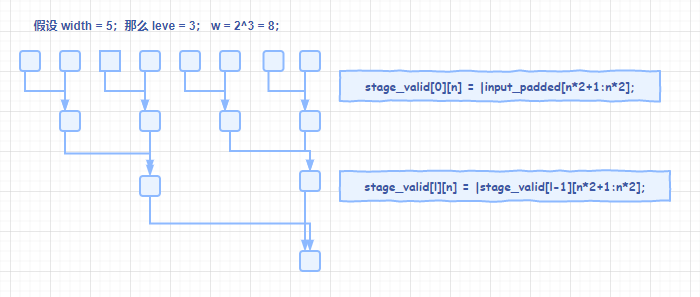 假设 width = 5；那么 leve = 3； w = 2^3 = 8；
stage_valid[0][n] = |input_padded[n*2+1:n*2];
stage_valid[l][n] = |stage_valid[l-1][n*2+1:n*2];